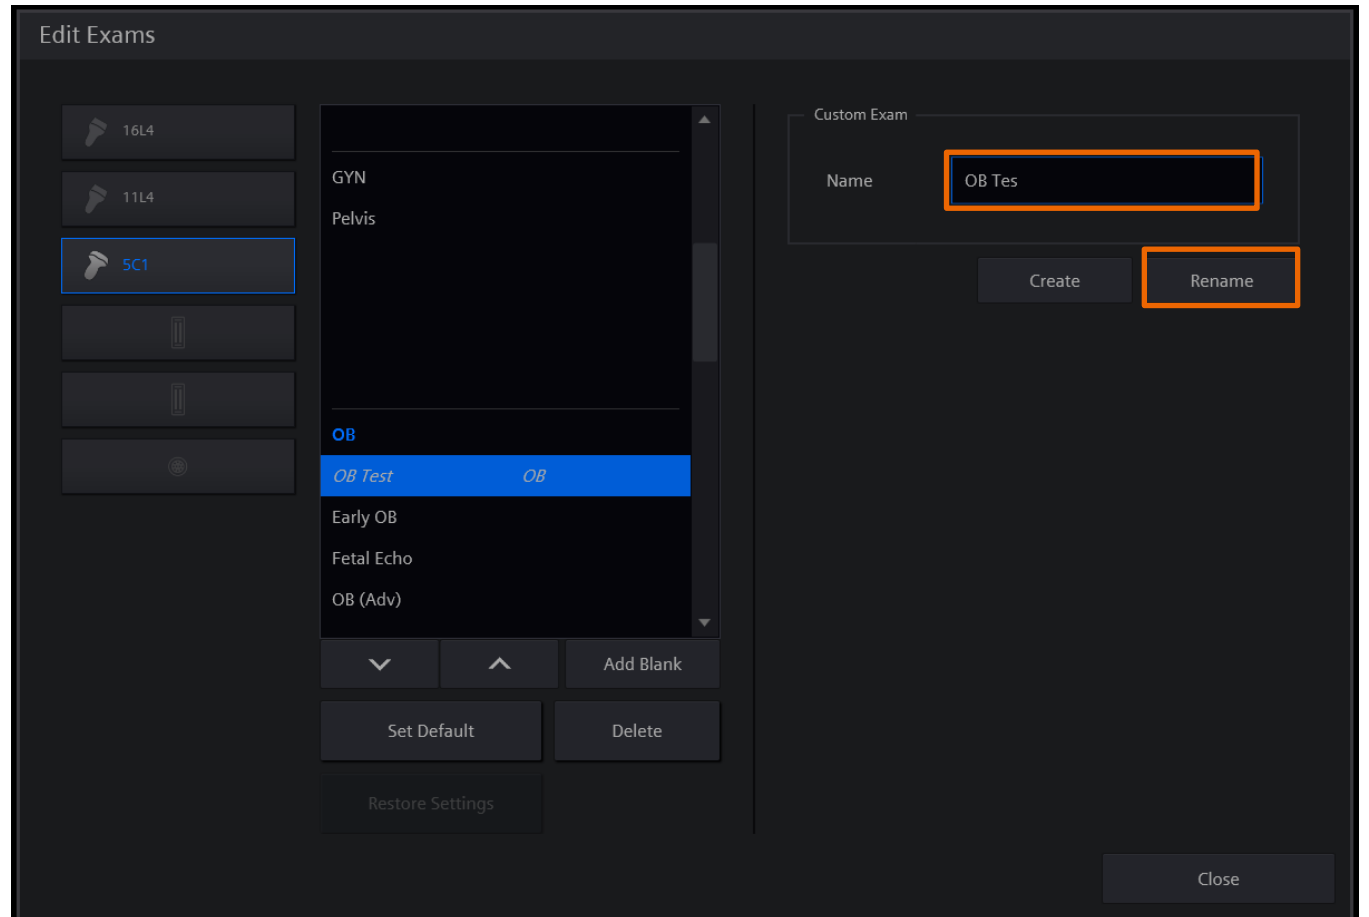 Edit Exams
16L4
11L4
5C1
GYN
Pelvis
OB
OB Test OB
Early OB
Fetal Echo
OB (Adv)
Add Blank
Set Default Delete
Restore Settings
Custom Exam
Name OB Tes
Create Rename
Close